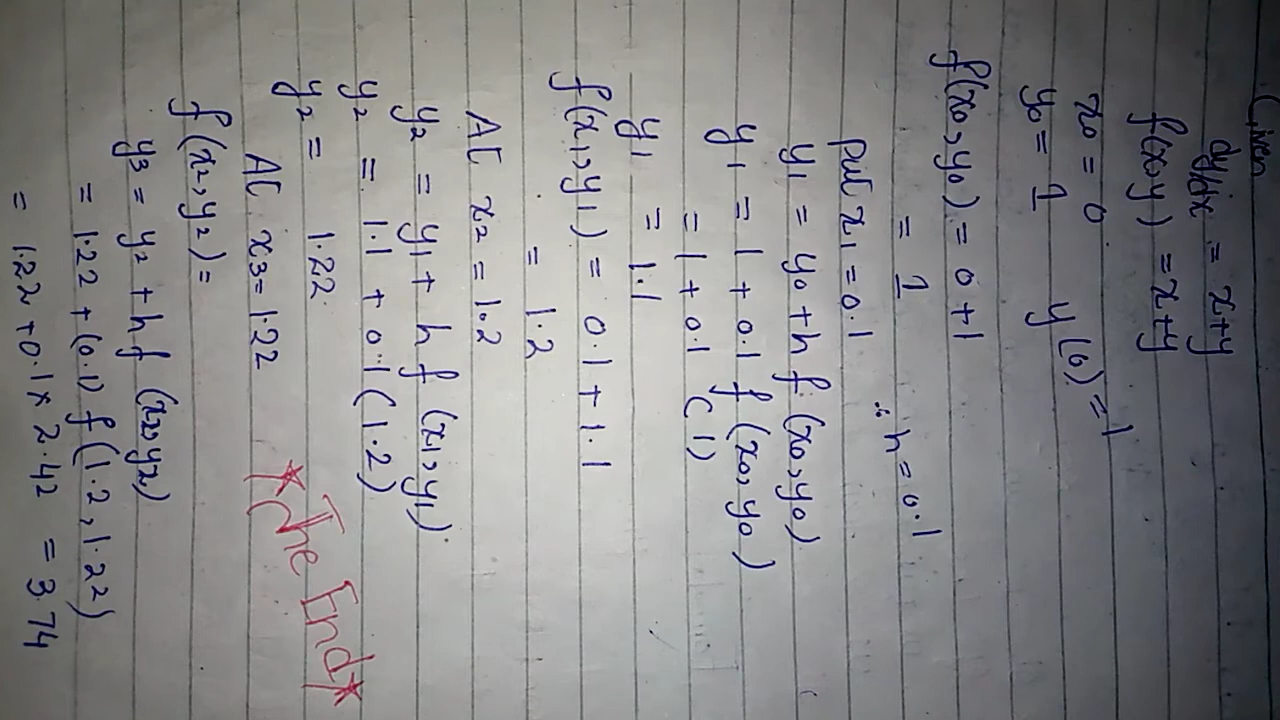 Given
dy/dx = x+y
f(x,y) = x+y
x0 = 0
y0 = 1 y(0) = 1
f(x0,y0) = 0+1
= 1 ∴ h=0.1
put x1 = 0.1
y1 = y0 + h f (x0,y0)
y1 = 1 + 0.1 f (x0,y0)
= 1 + 0.1 (1)
y1 = 1.1
f(x1,y1) = 0.1 + 1.1
= 1.2
At x2 = 1.2
y2 = y1 + h f (x1,y1)
y2 = 1.1 + 0.1 (1.2)
y2 = 1.22
At x3 = 1.22
*The End*
f(x2,y2) =
y3 = y2 + h f (x2,y2)
= 1.22 + (0.1) f (1.2,1.22)
= 1.22 + 0.1 × 2.42 = 3.74